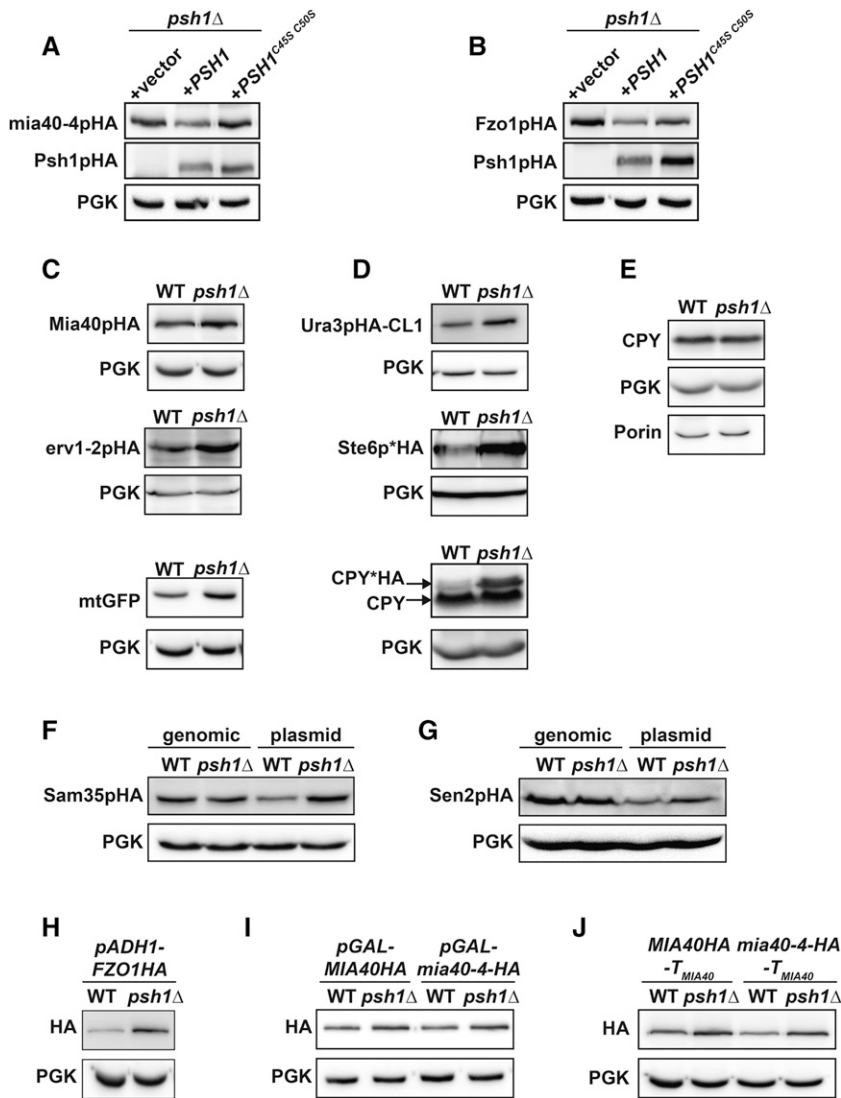 A
psh1Δ
+vector
+PSH1
+PSH1C45S C50S
mia40-4pHA
Psh1pHA
PGK
B
psh1Δ
+vector
+PSH1
+PSH1C45S C50S
Fzo1pHA
Psh1pHA
PGK
C
WT psh1Δ
Mia40pHA
PGK
WT psh1Δ
erv1-2pHA
PGK
WT psh1Δ
mtGFP
PGK
D
WT psh1Δ
Ura3pHA-CL1
PGK
WT psh1Δ
Ste6p*HA
PGK
WT psh1Δ
CPY*HA
CPY
PGK
E
WT psh1Δ
CPY
PGK
Porin
F
genomic plasmid
WT psh1Δ WT psh1Δ
Sam35pHA
PGK
G
genomic plasmid
WT psh1Δ WT psh1Δ
Sen2pHA
PGK
H
pADH1-
FZO1HA
WT psh1Δ
HA
PGK
I
pGAL- pGAL-
MIA40HA mia40-4-HA
WT psh1Δ WT psh1Δ
HA
PGK
J
MIA40HA mia40-4-HA
-TMIA40 -TMIA40
WT psh1Δ WT psh1Δ
HA
PGK